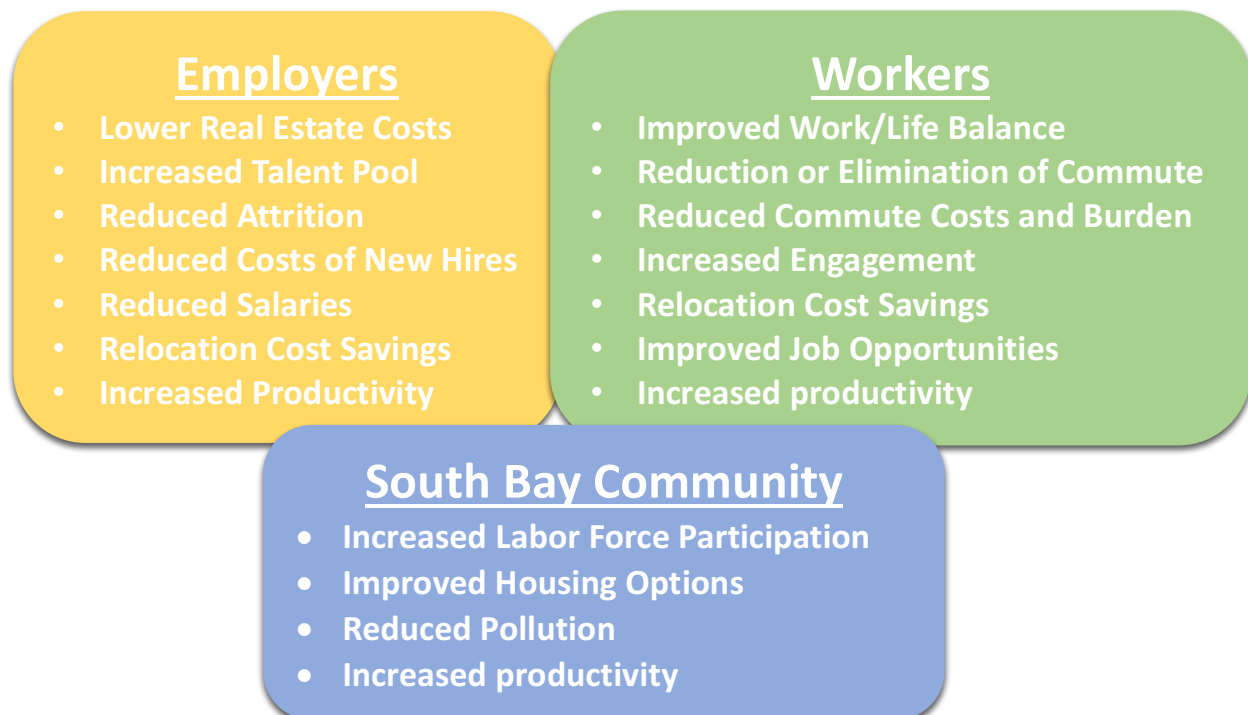 Employers
• Lower Real Estate Costs
• Increased Talent Pool
• Reduced Attrition
• Reduced Costs of New Hires
• Reduced Salaries
• Relocation Cost Savings
• Increased Productivity
Workers
• Improved Work/Life Balance
• Reduction or Elimination of Commute
• Reduced Commute Costs and Burden
• Increased Engagement
• Relocation Cost Savings
• Improved Job Opportunities
• Increased productivity
South Bay Community
• Increased Labor Force Participation
• Improved Housing Options
• Reduced Pollution
• Increased productivity